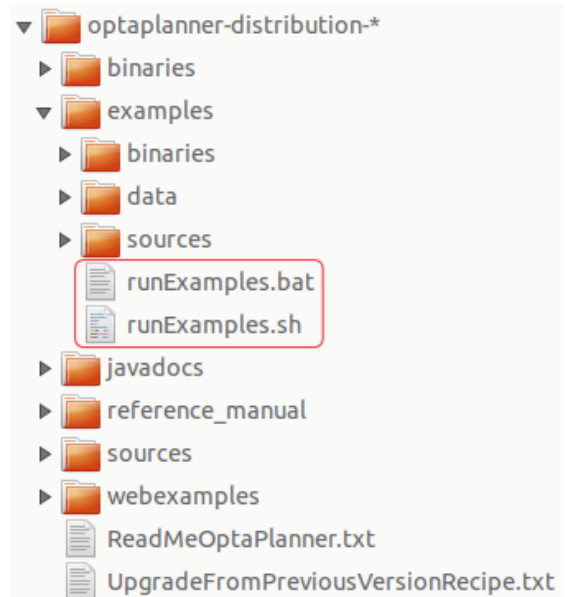 optaplanner-distribution-*
binaries
examples
binaries
data
sources
runExamples.bat
runExamples.sh
javadocs
reference_manual
sources
webexamples
ReadMeOptaPlanner.txt
UpgradeFromPreviousVersionRecipe.txt